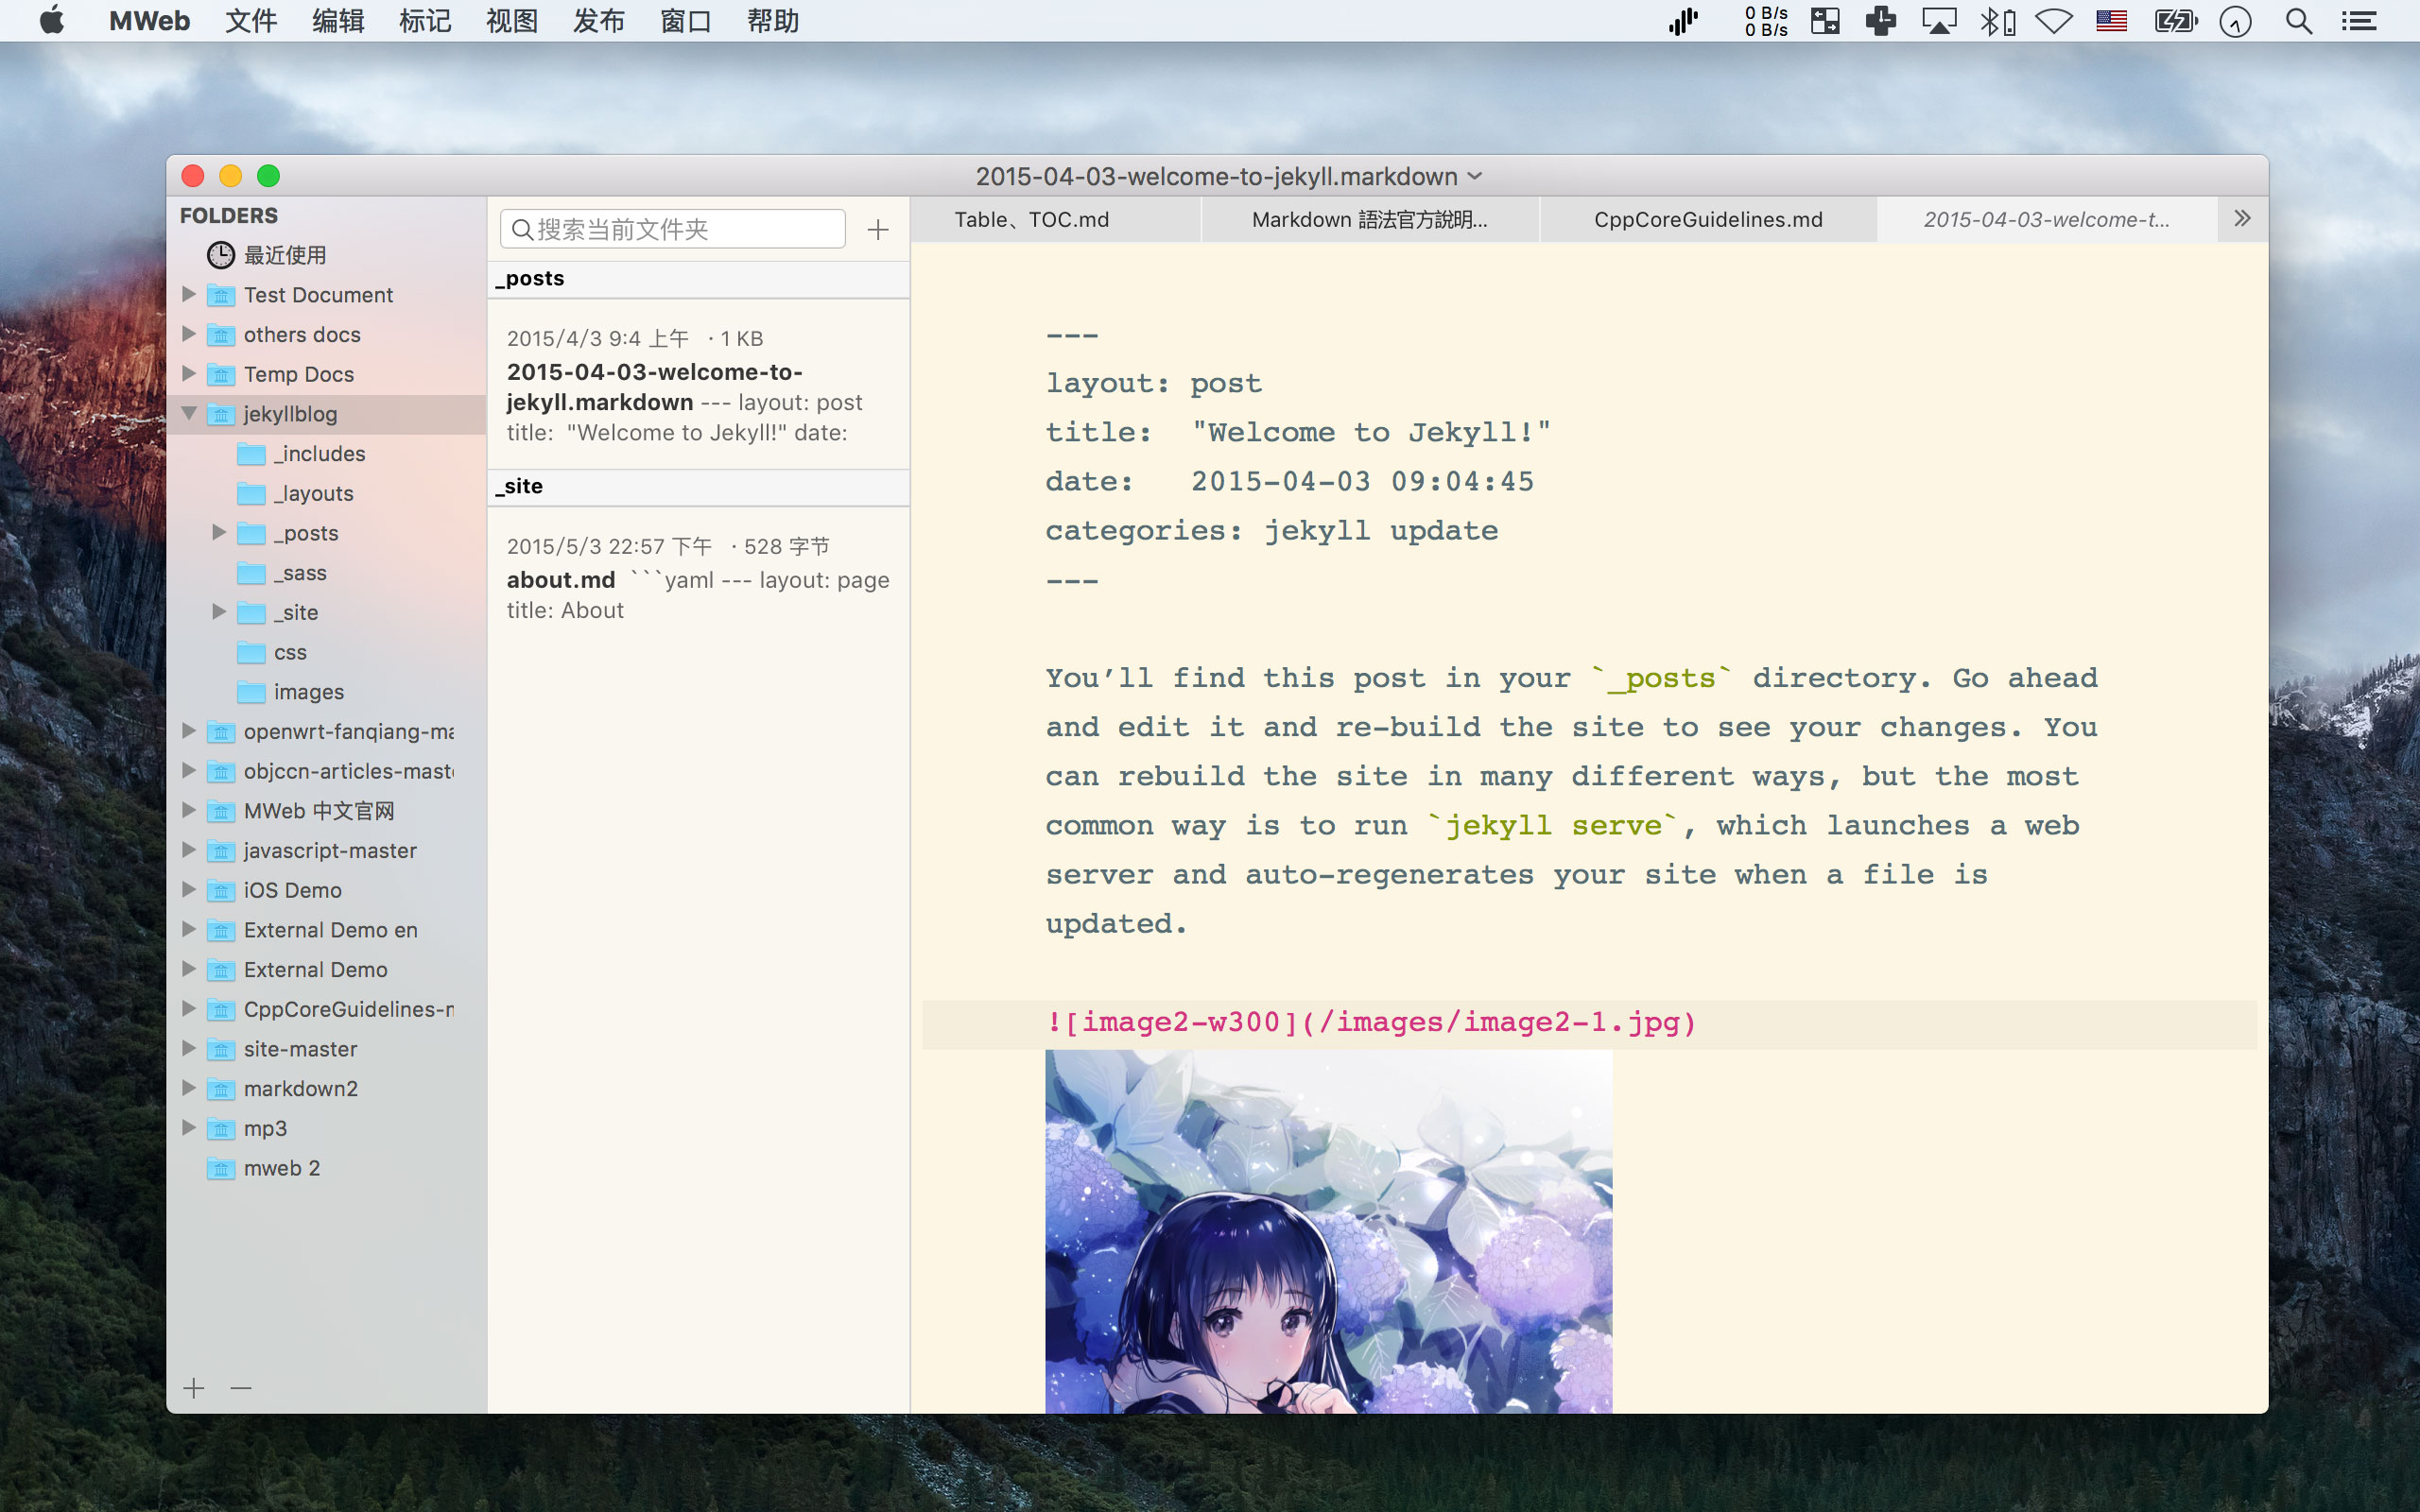 MWeb 文件 编辑 标记 视图 发布 窗口 帮助
0 B/s
0 B/s
2015-04-03-welcome-to-jekyll.markdown
FOLDERS
最近使用
Test Document
others docs
Temp Docs
jekyllblog
_includes
_layouts
_posts
_sass
_site
css
images
openwrt-fanqiang-ma
objccn-articles-mast
MWeb 中文官网
javascript-master
iOS Demo
External Demo en
External Demo
CppCoreGuidelines-
site-master
markdown2
mp3
mweb 2
搜索当前文件夹
_posts
2015/4/3 9:4 上午 · 1 KB
2015-04-03-welcome-to-
jekyll.markdown --- layout: post
title: "Welcome to Jekyll!" date:
_site
2015/5/3 22:57 下午 · 528 字节
about.md ```yaml --- layout: page
title: About
Table、TOC.md
Markdown 語法官方說明...
CppCoreGuidelines.md
2015-04-03-welcome-t...
---
layout: post
title:  "Welcome to Jekyll!"
date:   2015-04-03 09:04:45
categories: jekyll update
---
You’ll find this post in your `_posts` directory. Go ahead
and edit it and re-build the site to see your changes. You
can rebuild the site in many different ways, but the most
common way is to run `jekyll serve`, which launches a web
server and auto-regenerates your site when a file is
updated.
![image2-w300](/images/image2-1.jpg)